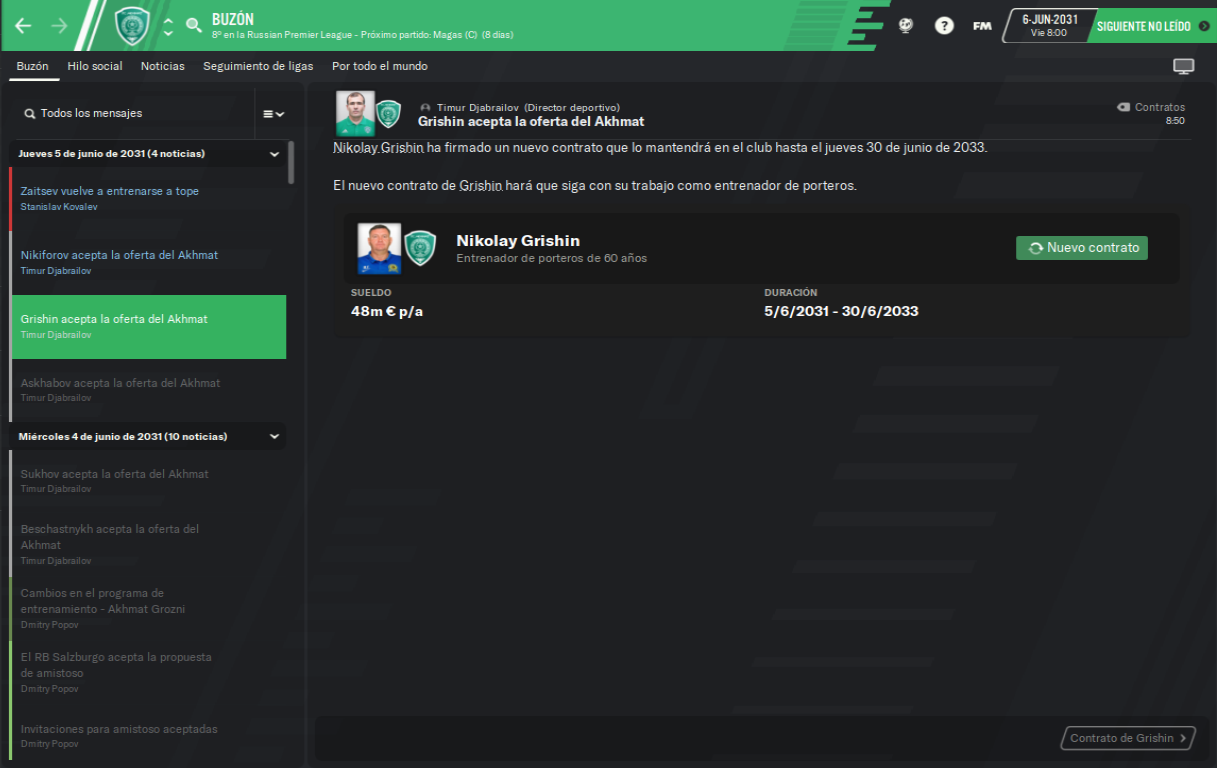 BUZÓN
8º en la Russian Premier League - Próximo partido: Magas (C) (8 días)
?
FM
6-JUN-2031
Vie 8:00
SIGUIENTE NO LEÍDO
Buzón
Hilo social
Noticias
Seguimiento de ligas
Por todo el mundo
Todos los mensajes
Jueves 5 de junio de 2031 (4 noticias)
Zaitsev vuelve a entrenarse a tope
Stanislav Kovalev
Nikiforov acepta la oferta del Akhmat
Timur Djabrailov
Grishin acepta la oferta del Akhmat
Timur Djabrailov
Askhabov acepta la oferta del Akhmat
Timur Djabrailov
Miércoles 4 de junio de 2031 (10 noticias)
Sukhov acepta la oferta del Akhmat
Timur Djabrailov
Beschastnykh acepta la oferta del
Akhmat
Timur Djabrailov
Cambios en el programa de
entrenamiento - Akhmat Grozni
Dmitry Popov
El RB Salzburgo acepta la propuesta
de amistoso
Dmitry Popov
Invitaciones para amistoso aceptadas
Dmitry Popov
Timur Djabrailov (Director deportivo)
Grishin acepta la oferta del Akhmat
Contratos
8:50
Nikolay Grishin ha firmado un nuevo contrato que lo mantendrá en el club hasta el jueves 30 de junio de 2033.
El nuevo contrato de Grishin hará que siga con su trabajo como entrenador de porteros.
Nikolay Grishin
Entrenador de porteros de 60 años
Nuevo contrato
SUELDO
48m € p/a
DURACIÓN
5/6/2031 - 30/6/2033
Contrato de Grishin